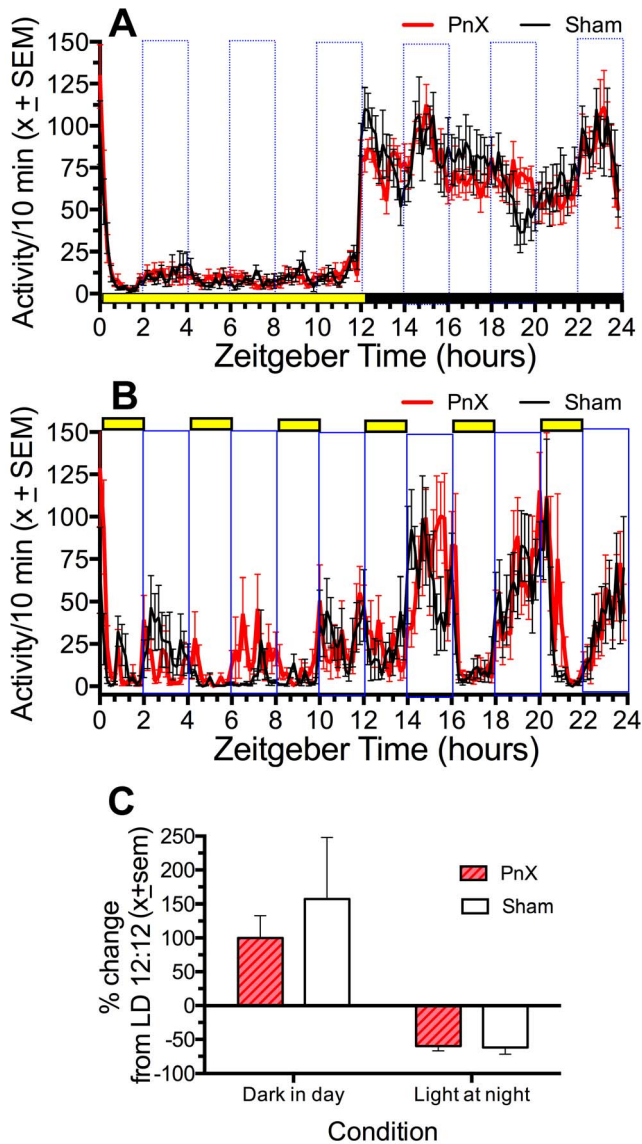 A
PnX
Sham
Activity/10 min (x ± SEM)
150
125
100
75
50
25
0
0 2 4 6 8 10 12 14 16 18 20 22 24
Zeitgeber Time (hours)
B
PnX
Sham
Activity/10 min (x ± SEM)
150
125
100
75
50
25
0
0 2 4 6 8 10 12 14 16 18 20 22 24
Zeitgeber Time (hours)
C
% change
from LD 12:12 (x±sem)
250
200
150
100
50
0
-50
-100
PnX
Sham
Dark in day
Light at night
Condition